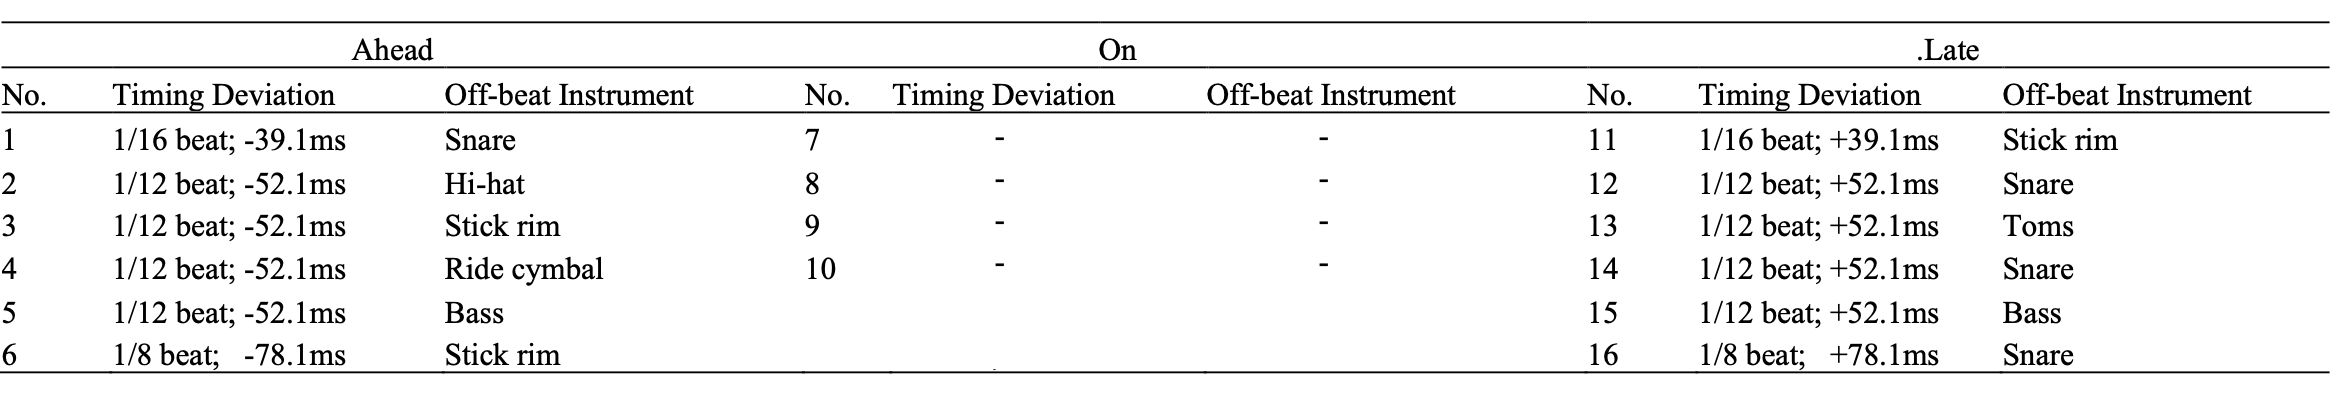 Ahead On .Late
No. Timing Deviation Off-beat Instrument No. Timing Deviation Off-beat Instrument No. Timing Deviation Off-beat Instrument
1 1/16 beat; -39.1ms Snare 7 - - 11 1/16 beat; +39.1ms Stick rim
2 1/12 beat; -52.1ms Hi-hat 8 - - 12 1/12 beat; +52.1ms Snare
3 1/12 beat; -52.1ms Stick rim 9 - - 13 1/12 beat; +52.1ms Toms
4 1/12 beat; -52.1ms Ride cymbal 10 - - 14 1/12 beat; +52.1ms Snare
5 1/12 beat; -52.1ms Bass 15 1/12 beat; +52.1ms Bass
6 1/8 beat; -78.1ms Stick rim 16 1/8 beat; +78.1ms Snare